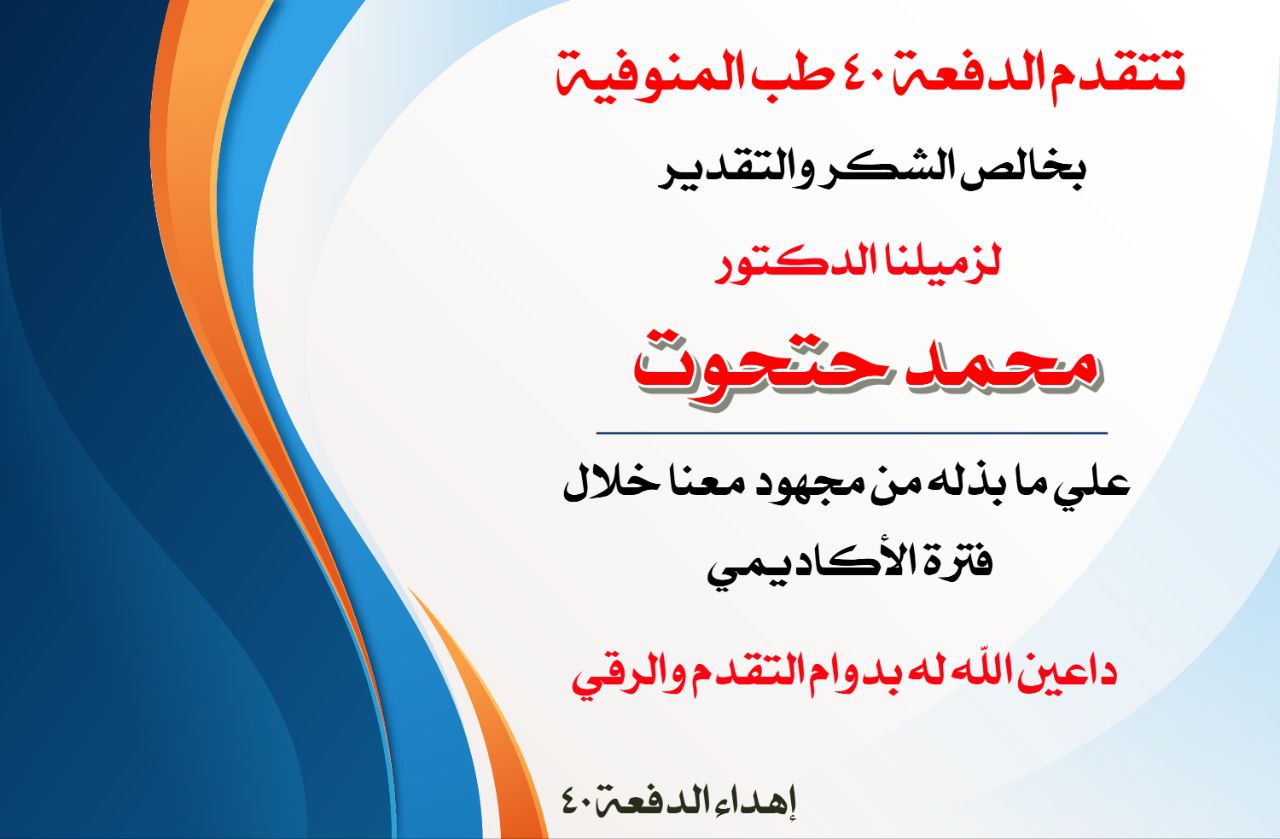 تتقدم الدفعة ٤٠ طب المنوفية
بخالص الشكر والتقدير
لزميلنا الدكتور
محمد حتحوت
علي ما بذله من مجهود معنا خلال
فترة الأكاديمي
داعين الله له بدوام التقدم والرقي
إهداء الدفعة ٤٠